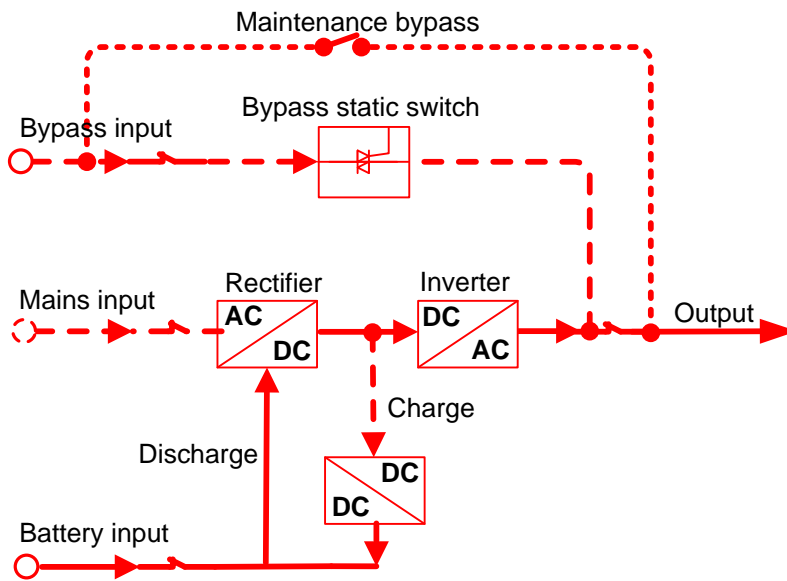 Maintenance bypass
Bypass static switch
Bypass input
Rectifier
Inverter
Mains input
AC
DC
DC
AC
Output
Charge
Discharge
DC
DC
Battery input